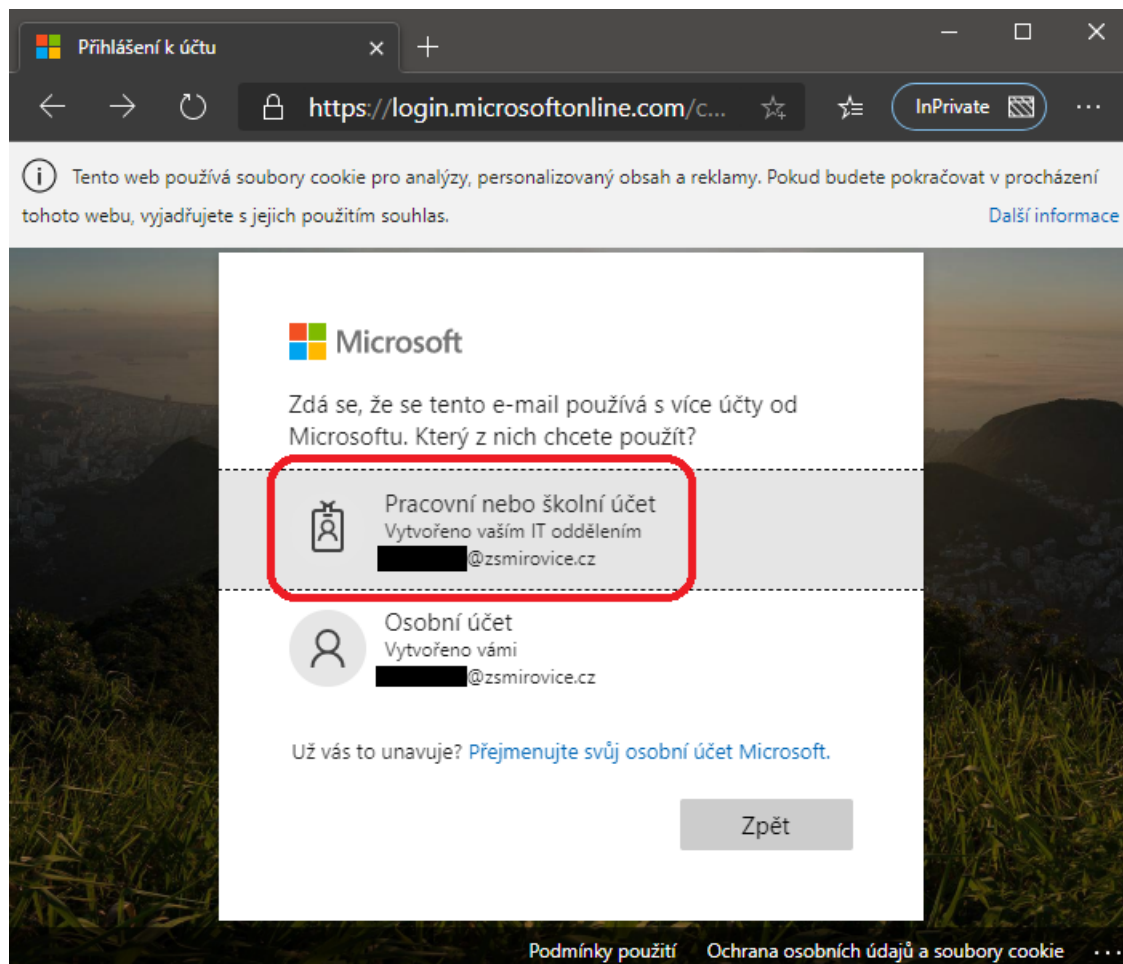 Přihlášení k účtu
https://login.microsoftonline.com/c...
InPrivate
Tento web používá soubory cookie pro analýzy, personalizovaný obsah a reklamy. Pokud budete pokračovat v procházení
tohoto webu, vyjadřujete s jejich použitím souhlas.
Další informace
Microsoft
Zdá se, že se tento e-mail používá s více účty od
Microsoftu. Který z nich chcete použít?
Pracovní nebo školní účet
Vytvořeno vaším IT oddělením
@zsmirovice.cz
Osobní účet
Vytvořeno vámi
@zsmirovice.cz
Už vás to unavuje? Přejmenujte svůj osobní účet Microsoft.
Zpět
Podmínky použití Ochrana osobních údajů a soubory cookie ...